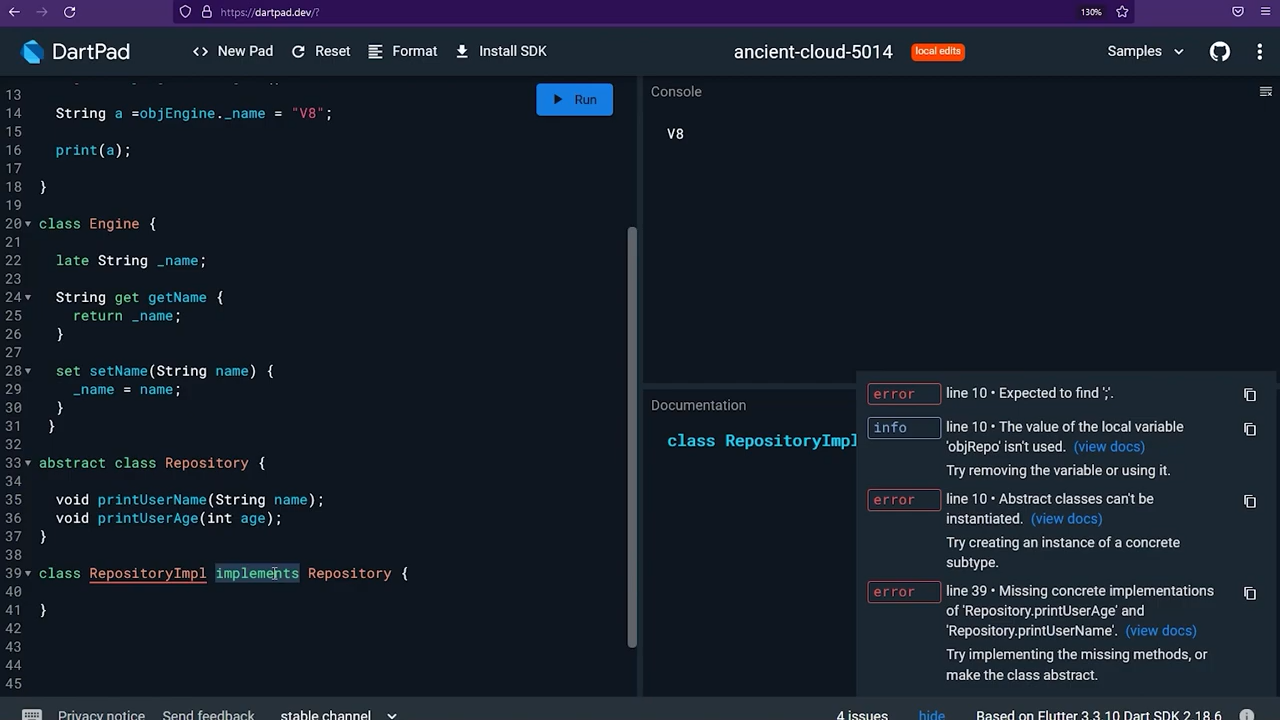 https://dartpad.dev/?
130%
DartPad
New Pad
Reset
Format
Install SDK
ancient-cloud-5014
local edits
Samples
13
14 String a =objEngine._name = "V8";
15
16 print(a);
17
18 }
19
20 class Engine {
21
22 late String _name;
23
24 String get getName {
25 return _name;
26 }
27
28 set setName(String name) {
29 _name = name;
30 }
31 }
32
33 abstract class Repository {
34
35 void printUserName(String name);
36 void printUserAge(int age);
37 }
38
39 class RepositoryImpl implements Repository {
40
41 }
42
43
44
45
Run
Console
V8
Documentation
class RepositoryImpl
error line 10 • Expected to find ';'.
info line 10 • The value of the local variable
'objRepo' isn't used. (view docs)
Try removing the variable or using it.
error line 10 • Abstract classes can't be
instantiated. (view docs)
Try creating an instance of a concrete
subtype.
error line 39 • Missing concrete implementations
of 'Repository.printUserAge' and
'Repository.printUserName'. (view docs)
Try implementing the missing methods, or
make the class abstract.
Privacy notice
Send feedback
stable channel
4 issues
hide
Based on Flutter 3.3.10 Dart SDK 2.18.6